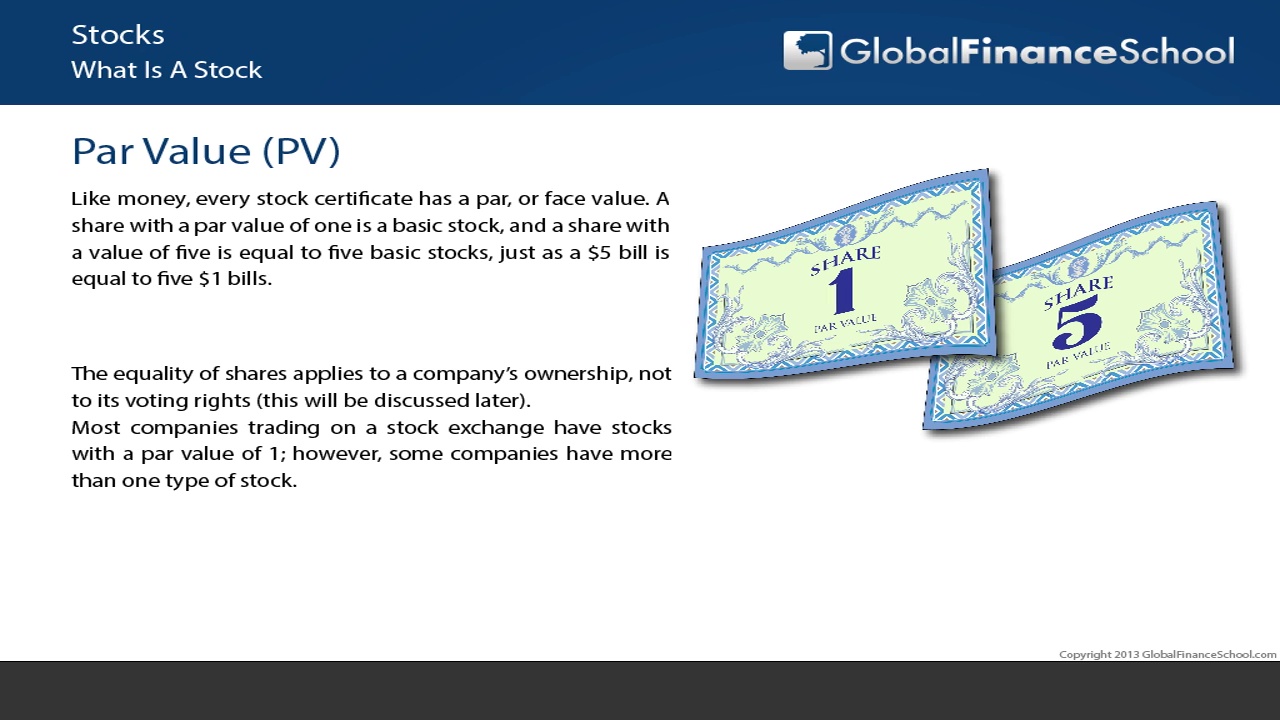 Stocks
What Is A Stock
GlobalFinanceSchool
Par Value (PV)
Like money, every stock certificate has a par, or face value. A
share with a par value of one is a basic stock, and a share with
a value of five is equal to five basic stocks, just as a $5 bill is
equal to five $1 bills.
The equality of shares applies to a company’s ownership, not
to its voting rights (this will be discussed later).
Most companies trading on a stock exchange have stocks
with a par value of 1; however, some companies have more
than one type of stock.
SHARE
1
PAR VALUE
SHARE
5
PAR VALUE
Copyright 2013 GlobalFinanceSchool.com